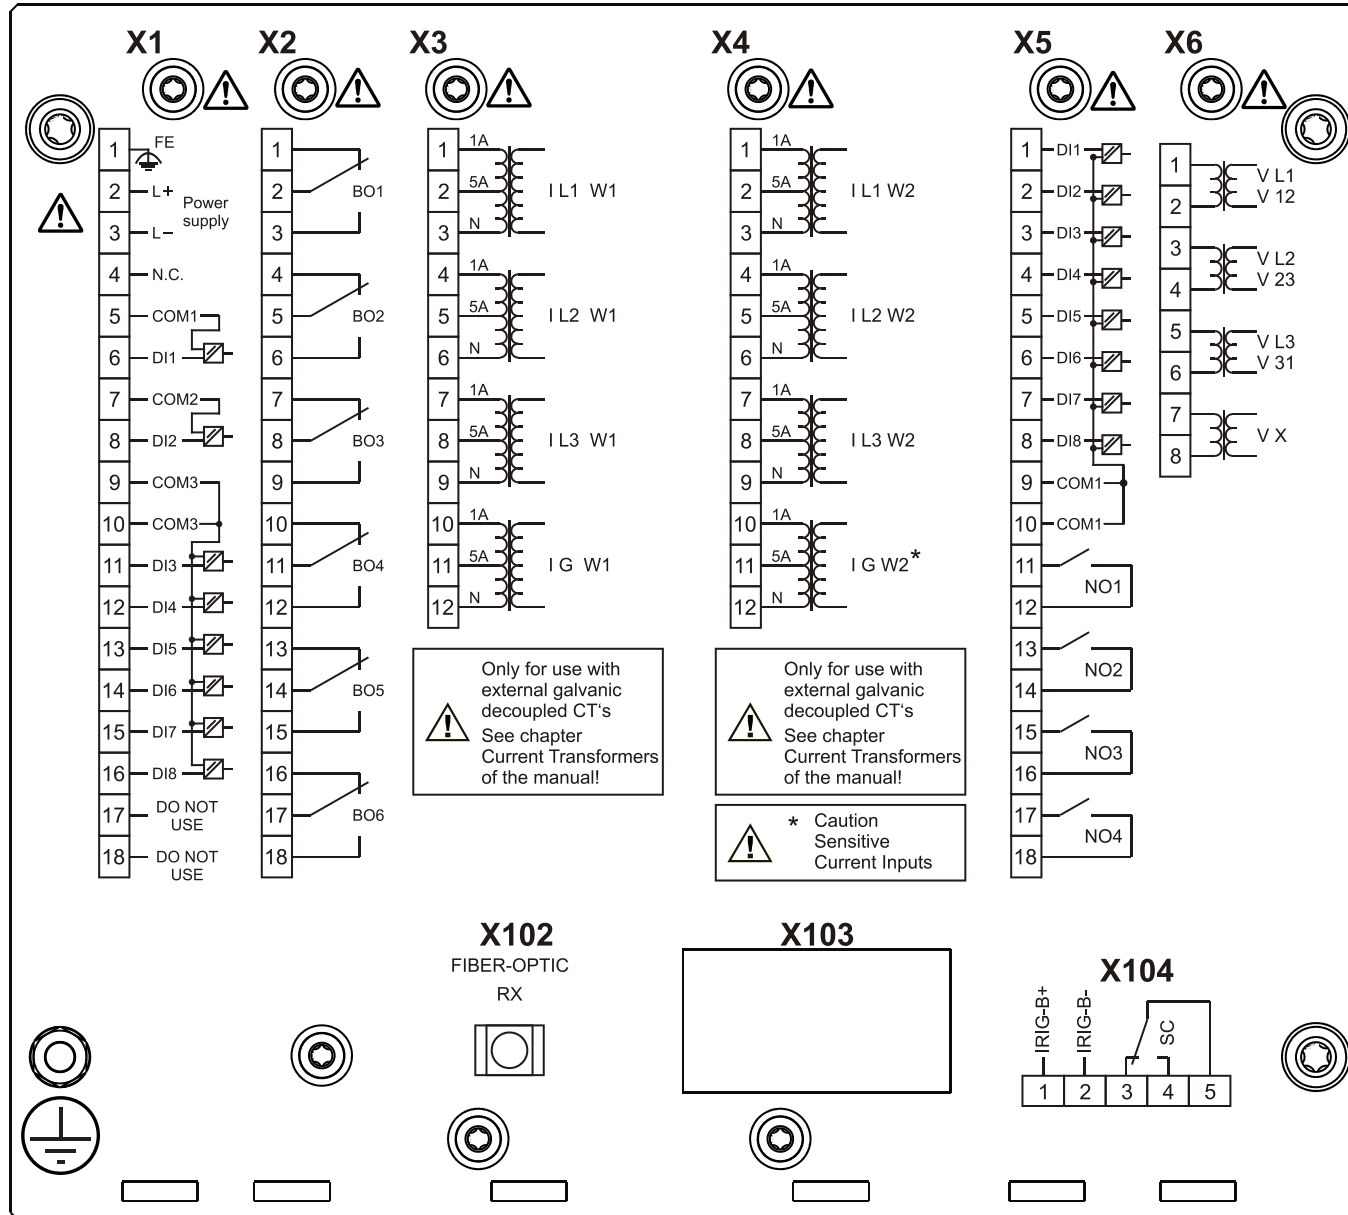 X1
1 FE
2 L+ Power
supply
3 L−
4 N.C.
5 COM1
6 DI1
7 COM2
8 DI2
9 COM3
10 COM3
11 DI3
12 DI4
13 DI5
14 DI6
15 DI7
16 DI8
17 DO NOT
USE
18 DO NOT
USE
X2
1
2 BO1
3
4
5 BO2
6
7
8 BO3
9
10
11 BO4
12
13
14 BO5
15
16
17 BO6
18
X3
1 1A
2 5A I L1 W1
3 N
4 1A
5 5A I L2 W1
6 N
7 1A
8 5A I L3 W1
9 N
10 1A
11 5A I G W1
12 N
Only for use with
external galvanic
decoupled CT‘s
See chapter
Current Transformers
of the manual!
X4
1 1A
2 5A I L1 W2
3 N
4 1A
5 5A I L2 W2
6 N
7 1A
8 5A I L3 W2
9 N
10 1A
11 5A I G W2*
12 N
Only for use with
external galvanic
decoupled CT‘s
See chapter
Current Transformers
of the manual!
* Caution
Sensitive
Current Inputs
X5
1 DI1
2 DI2
3 DI3
4 DI4
5 DI5
6 DI6
7 DI7
8 DI8
9 COM1
10 COM1
11
NO1
12
13
NO2
14
15
NO3
16
17
NO4
18
X6
1 V L1
2 V 12
3 V L2
4 V 23
5 V L3
6 V 31
7
V X
8
X102
FIBER-OPTIC
RX
X103
X104
IRIG-B+
IRIG-B-
SC
1 2 3 4 5